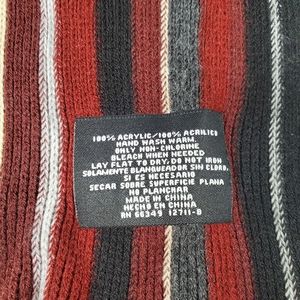 100% ACRYLIC/100% ACRILICO
HAND WASH WARM.
ONLY NON-CHLORINE
BLEACH WHEN NEEDED
LAY FLAT TO DRY. DO NOT IRON
SOLAMENTE BLANQUEADOR SIN CLORO.
SI ES NECESARIO
SECAR SOBRE SUPERFICIE PLANA
NO PLANCHAR
MADE IN CHINA
HECHO EN CHINA
RN 66349 12711-B